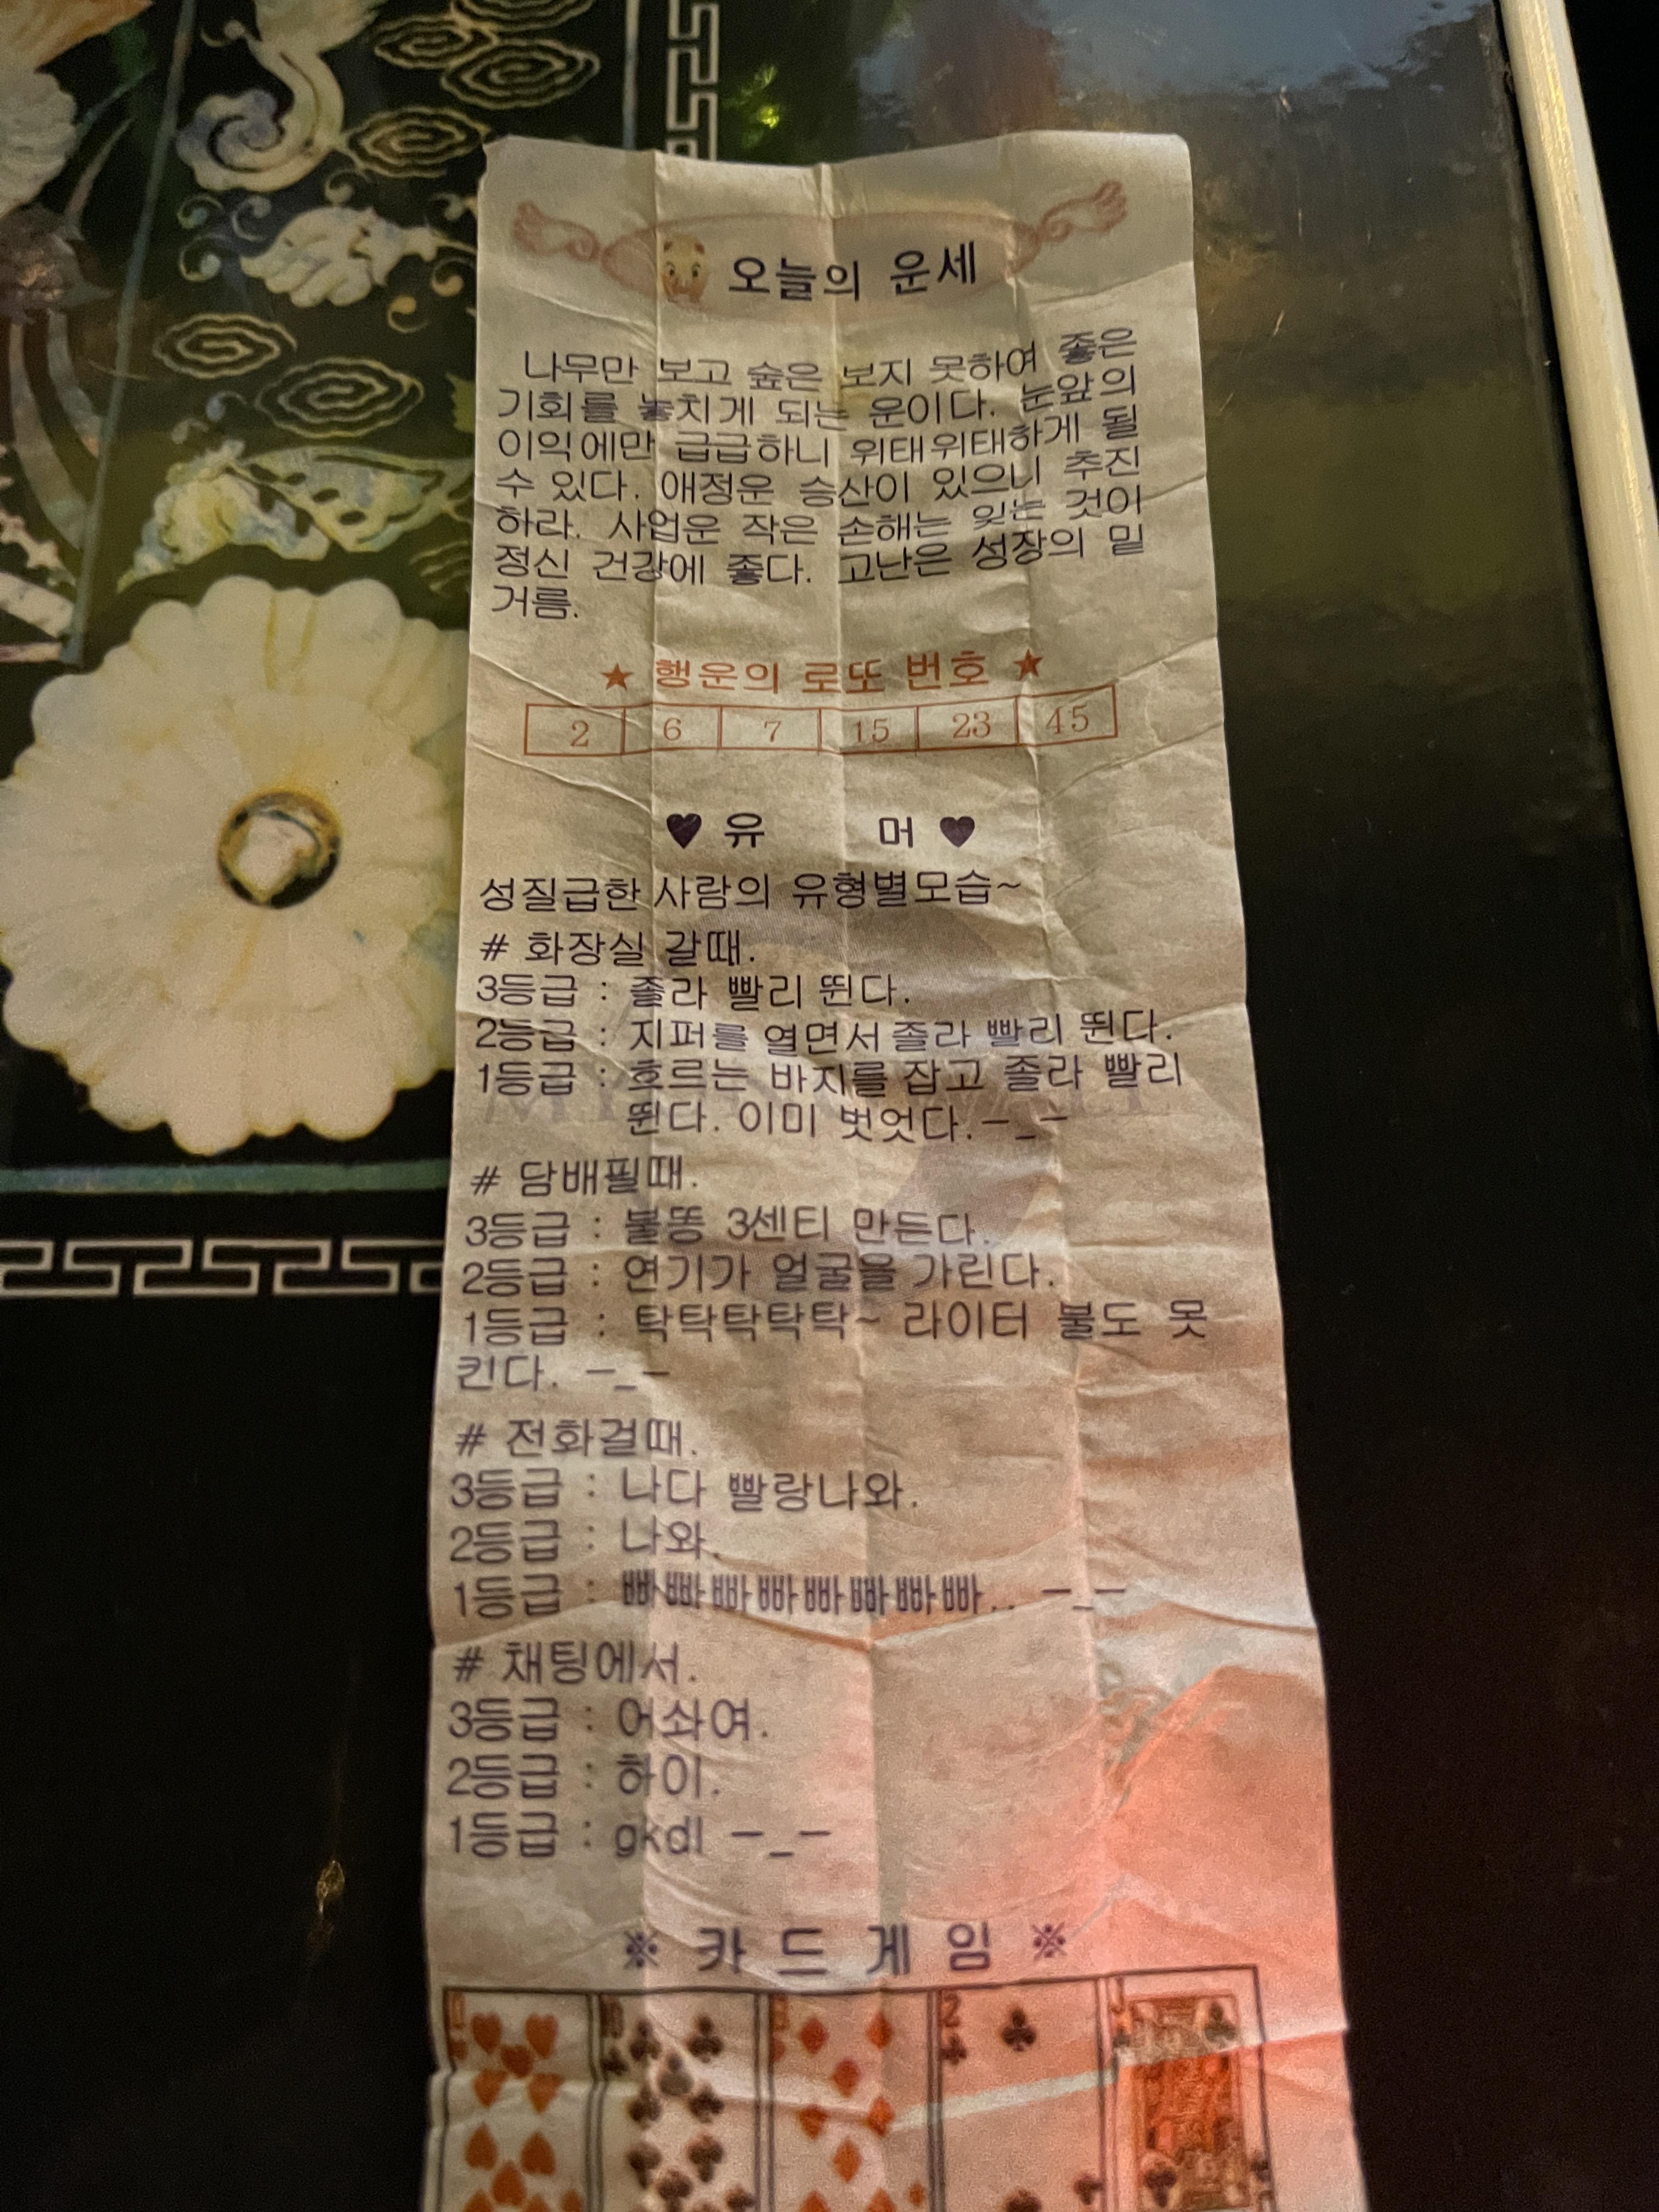 오늘의 운세
나무만 보고 숲은 보지 못하여 좋은
기회를 놓치게 되는 운이다. 눈앞의
이익에만 급급하니 위태위태하게 될
수 있다. 애정운 승산이 있으니 추진
하라. 사업운 작은 손해는 잊는 것이
정신 건강에 좋다. 고난은 성장의 밑
거름.
★ 행운의 로또 번호 ★
2 6 7 15 23 45
♥ 유 머 ♥
성질급한 사람의 유형별모습~
# 화장실 갈때.
3등급 : 졸라 빨리 뛴다.
2등급 : 지퍼를 열면서 졸라 빨리 뛴다.
1등급 : 흐르는 바지를 잡고 졸라 빨리
뛴다. 이미 벗엇다.-_-
# 담배필때.
3등급 : 불똥 3센티 만든다.
2등급 : 연기가 얼굴을 가린다.
1등급 : 탁탁탁탁탁~ 라이터 불도 못
킨다. -_-
# 전화걸때.
3등급 : 나다 빨랑나와.
2등급 : 나와.
1등급 : 빠빠빠빠빠빠빠빠.. -_-
# 채팅에서.
3등급 : 어솨여.
2등급 : 하이.
1등급 : gkdl -_-
※ 카 드 게 임 ※
10 10 2 J